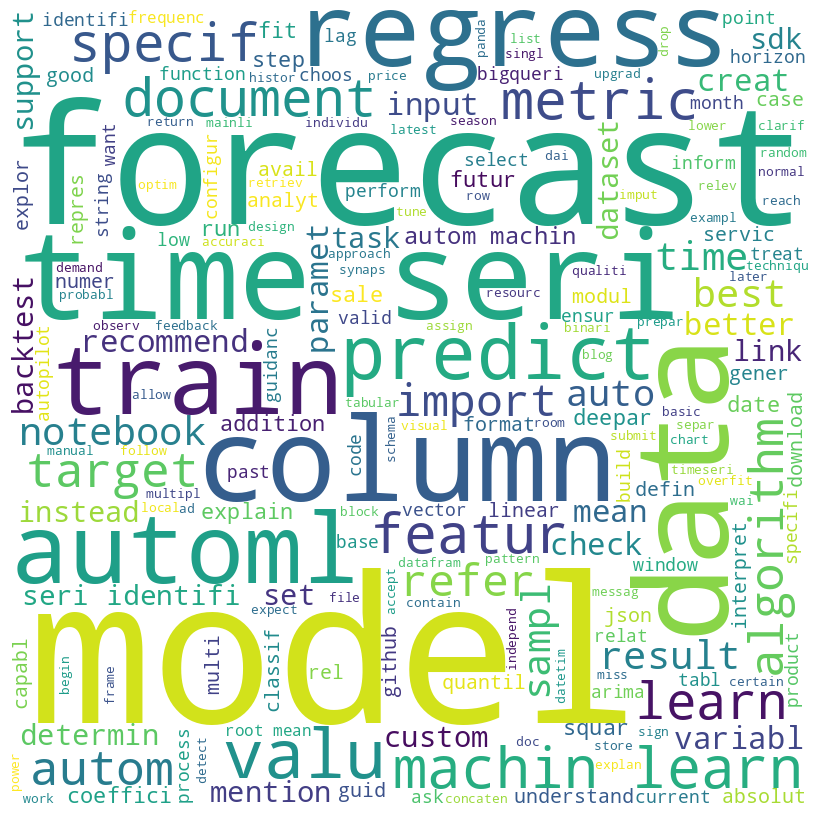 identifi frequenc
regress
fit lag
list
panda
drop
point
specif
singl
sdk
step
support
good
function
choos
price
bigqueri
upgrad
horizon
histor
document
input
metric
creat
month
case
return
mainli
individu
latest
season
lower
clarif
string
want
forecast
select
dai
inform
random
explor
repres
optim
configur
avail
retriev
analyt
perform
futur
row
imput
relev
normal
dataset
tune
exampl
reach
low
run
design
paramet
task
autom machin
servic
accuraci
approach
time
treat
time seri
demand
numer
synaps
qualiti
later
techniqu
probabl
sale
resourc
modul
best
backtest
observ
feedback
valid
assign
ensur
binari
prepar
better
recommend
guidanc
predict
blog
link
autopilot
train
tabular
gener
allow
import
auto
data
basic
notebook
addition
visual
format
deepar
room
separ
date
manual
follow
code
schema
column
submit
chart
download
target
past
build
defin
timeseri
overfit
multipl
instead
local
ad
explain
block
base
vector
linear
mean
wai
specifi
algorithm
automl
datafram
featur
pattern
check
window
interpret
seri identifi
set
file
accept
contain
refer
messag
json
expect
relat
product
capabl
model
multi
classif
rel
github
independ
sampl
datetim
result
begin
frame
quantil
arima
miss
tabl
certain
learn
determin
root mean
custom
doc
squar
store
sign
variabl
power
autom
process
detect
valu
machin learn
explan
work
coeffici
mention
guid
ask
concaten
understand
current
absolut